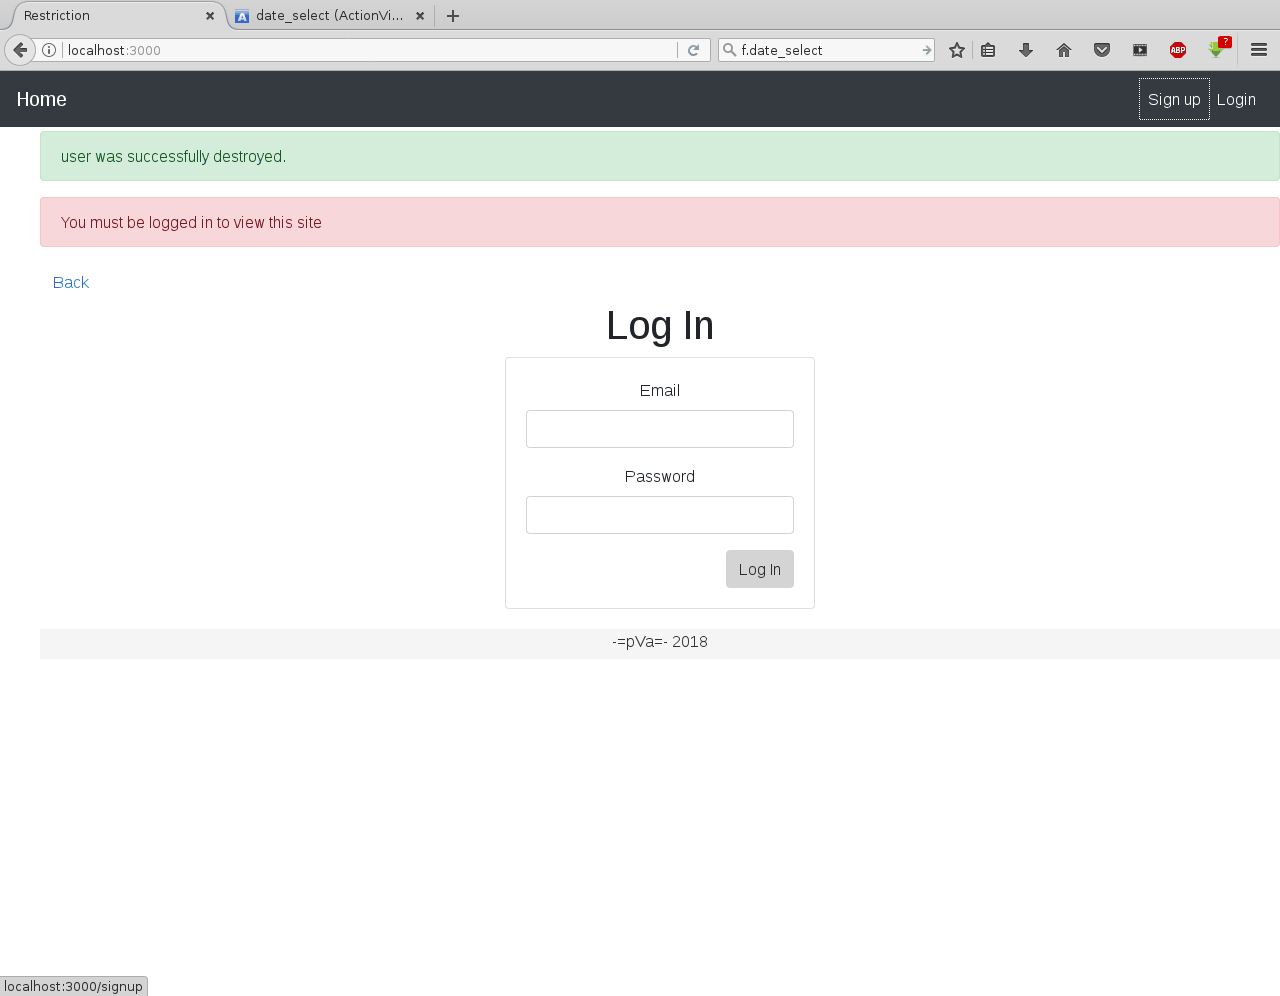 Restriction
date_select (ActionVi...
localhost:3000
f.date_select
ABP
?
Home
Sign up
Login
user was successfully destroyed.
You must be logged in to view this site
Back
Log In
Email
Password
Log In
-=pVa=- 2018
localhost:3000/signup